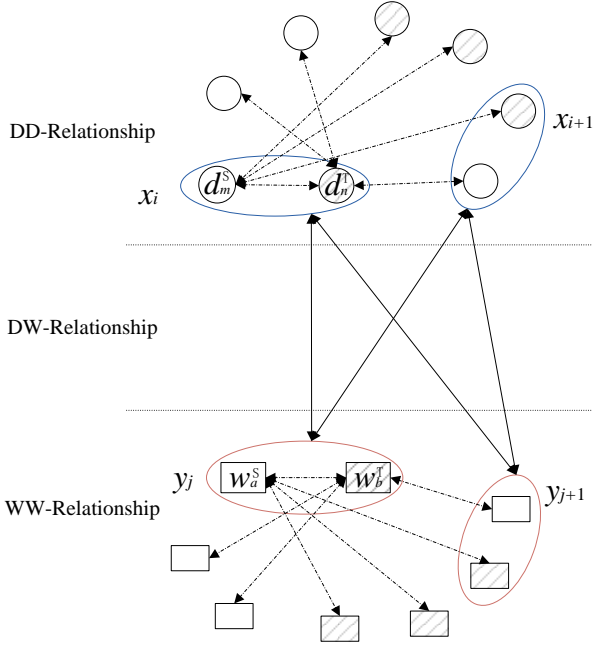 DD-Relationship
x_{i+1}
d_m^S d_n^T
x_i
DW-Relationship
y_j w_a^S w_b^T
y_{j+1}
WW-Relationship